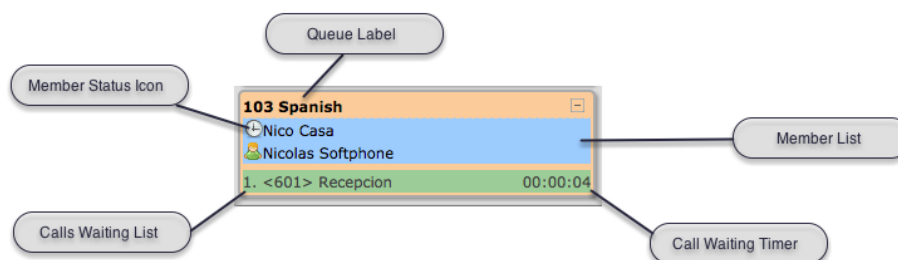 Queue Label
Member Status Icon
103 Spanish
Nico Casa
Member List
Nicolas Softphone
1. <601> Recepcion 00:00:04
Calls Waiting List
Call Waiting Timer